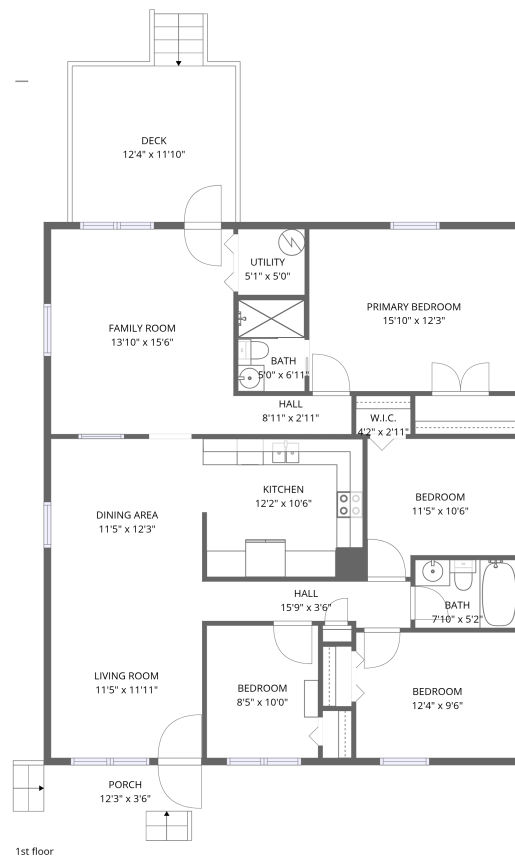 DECK
12'4" x 11'10"
UTILITY
5'1" x 5'0"
PRIMARY BEDROOM
15'10" x 12'3"
FAMILY ROOM
13'10" x 15'6"
BATH
5'0" x 6'11"
HALL
8'11" x 2'11"
W.I.C.
4'2" x 2'11"
KITCHEN
12'2" x 10'6"
BEDROOM
11'5" x 10'6"
DINING AREA
11'5" x 12'3"
HALL
15'9" x 3'6"
BATH
7'10" x 5'2"
LIVING ROOM
11'5" x 11'11"
BEDROOM
8'5" x 10'0"
BEDROOM
12'4" x 9'6"
PORCH
12'3" x 3'6"
1st floor